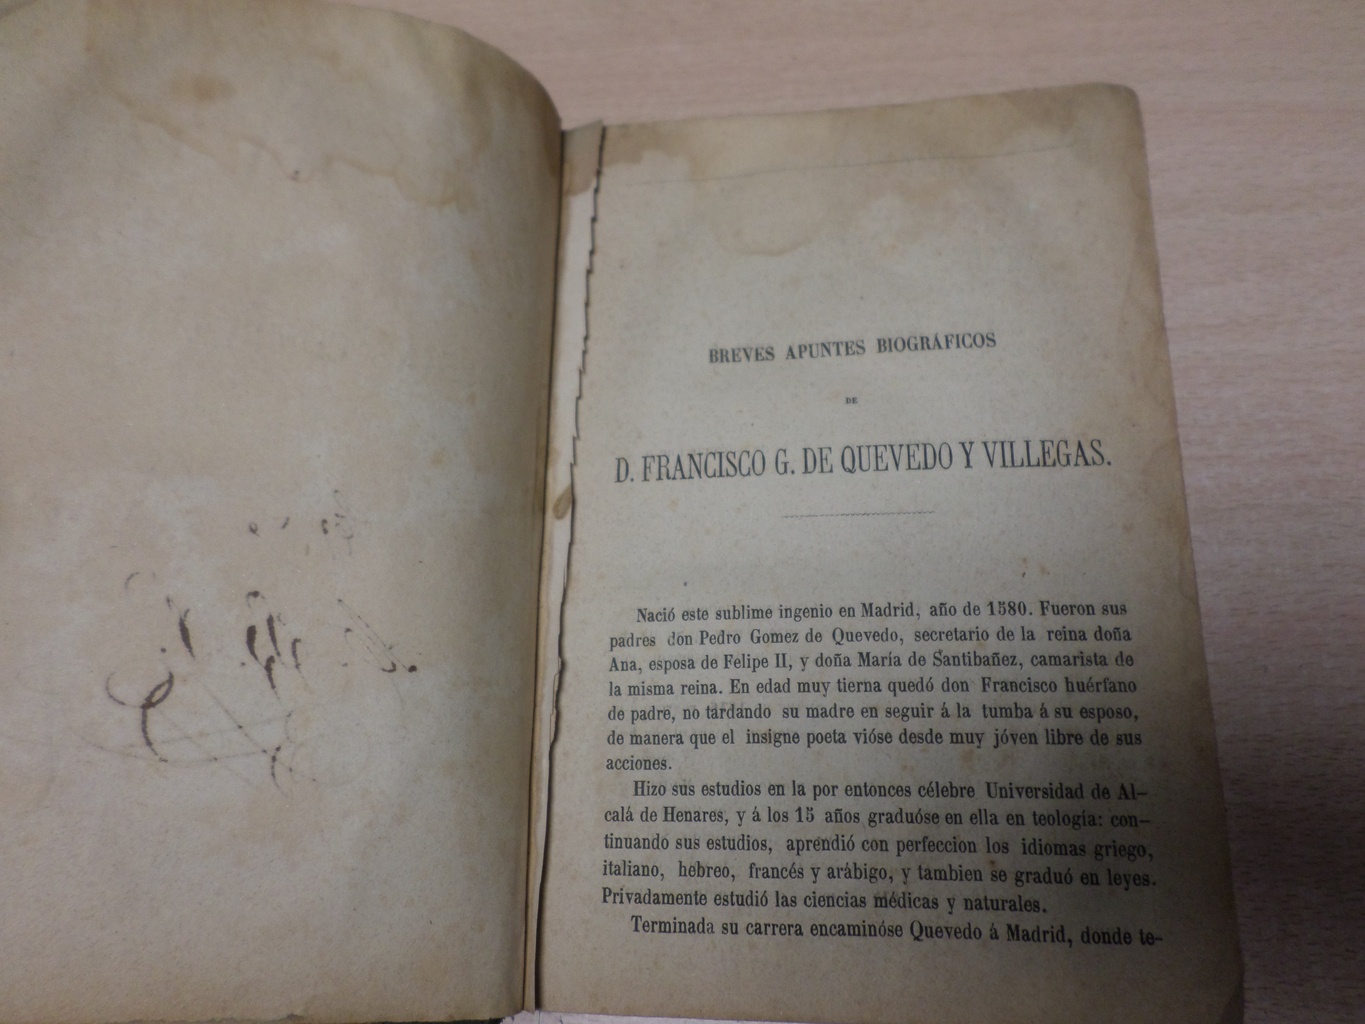 BREVES APUNTES BIOGRÁFICOS
DE
D. FRANCISCO G. DE QUEVEDO Y VILLEGAS.
Nació este sublime ingenio en Madrid, año de 1580. Fueron sus
padres don Pedro Gomez de Quevedo, secretario de la reina doña
Ana, esposa de Felipe II, y doña María de Santibañez, camarista de
la misma reina. En edad muy tierna quedó don Francisco huérfano
de padre, no tardando su madre en seguir á la tumba á su esposo,
de manera que el insigne poeta vióse desde muy jóven libre de sus
acciones.
Hizo sus estudios en la por entonces célebre Universidad de Al-
calá de Henares, y á los 15 años graduóse en ella en teología: con-
tinuando sus estudios, aprendió con perfeccion los idiomas griego,
italiano, hebreo, francés y arábigo, y tambien se graduó en leyes.
Privadamente estudió las ciencias médicas y naturales.
Terminada su carrera encaminóse Quevedo á Madrid, donde te-